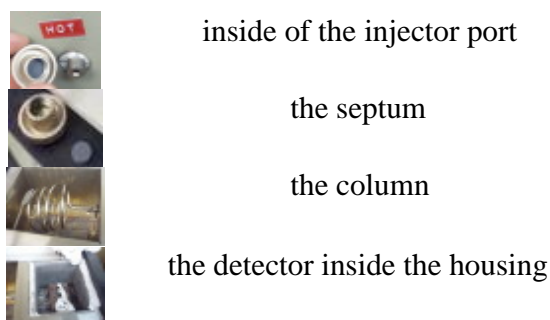 HOT
inside of the injector port
the septum
the column
the detector inside the housing